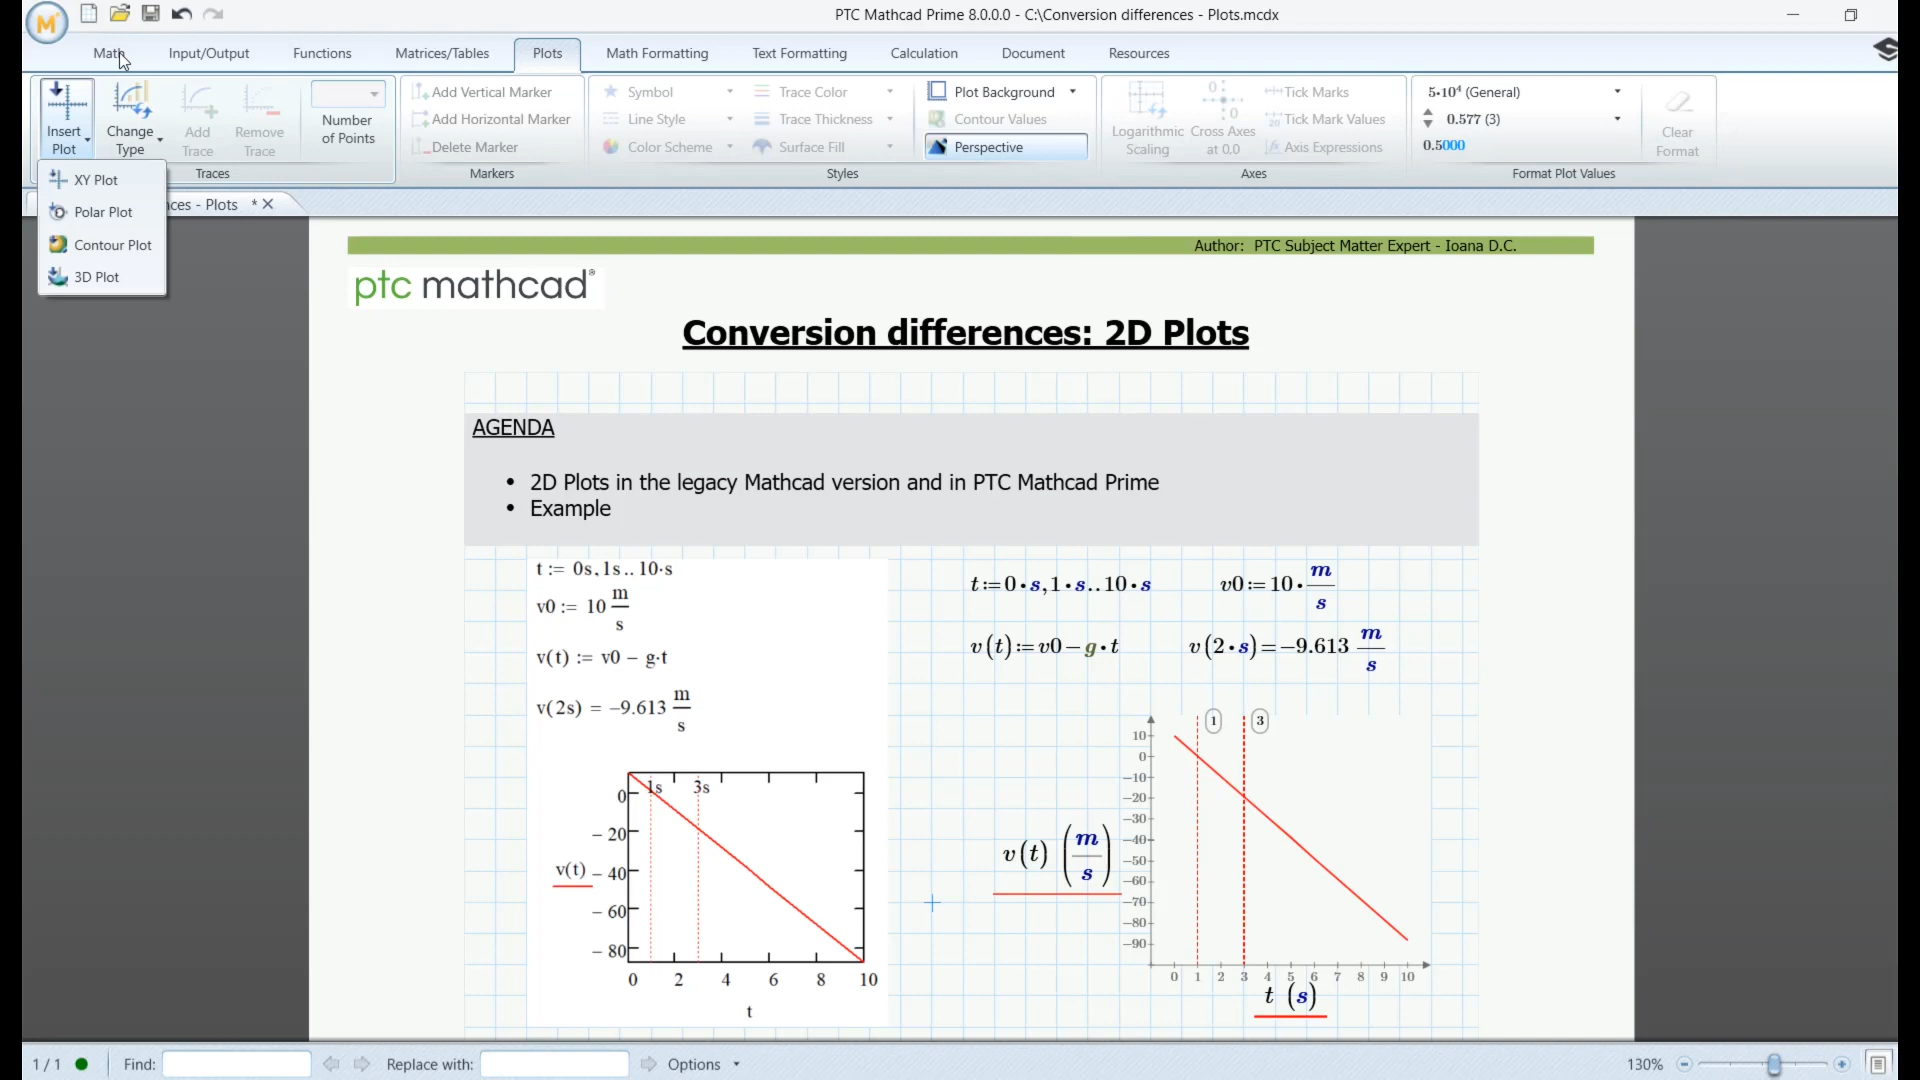 PTC Mathcad Prime 8.0.0.0 - C:\Conversion differences - Plots.mcdx
Math Input/Output Functions Matrices/Tables Plots Math Formatting Text Formatting Calculation Document Resources
Insert Plot
Change Type
Add Trace
Remove Trace
Number of Points
Traces
Add Vertical Marker
Add Horizontal Marker
Delete Marker
Markers
Symbol
Line Style
Color Scheme
Trace Color
Trace Thickness
Surface Fill
Plot Background
Contour Values
Perspective
Styles
Logarithmic Scaling
Cross Axes at 0,0
Tick Marks
Tick Mark Values
Axis Expressions
Axes
5·10⁴ (General)
0.577 (3)
0.5000
Clear Format
Format Plot Values
XY Plot
Polar Plot
Contour Plot
3D Plot
ces - Plots *
Author: PTC Subject Matter Expert - Ioana D.C.
ptc mathcad®
Conversion differences: 2D Plots
AGENDA
• 2D Plots in the legacy Mathcad version and in PTC Mathcad Prime
• Example
t := 0s,1s..10·s
v0 := 10 m/s
v(t) := v0 − g·t
v(2s) = −9.613 m/s
1s 3s
0
− 20
v(t) − 40
− 60
− 80
0 2 4 6 8 10
t
t:=0·s,1·s..10·s v0:=10·m/s
v(t):=v0−g·t v(2·s)=−9.613 m/s
1 3
10
0
−10
−20
−30
−40
−50
−60
−70
−80
−90
v(t) (m/s)
0 1 2 3 4 5 6 7 8 9 10
t (s)
1 / 1 Find: Replace with: Options 130%